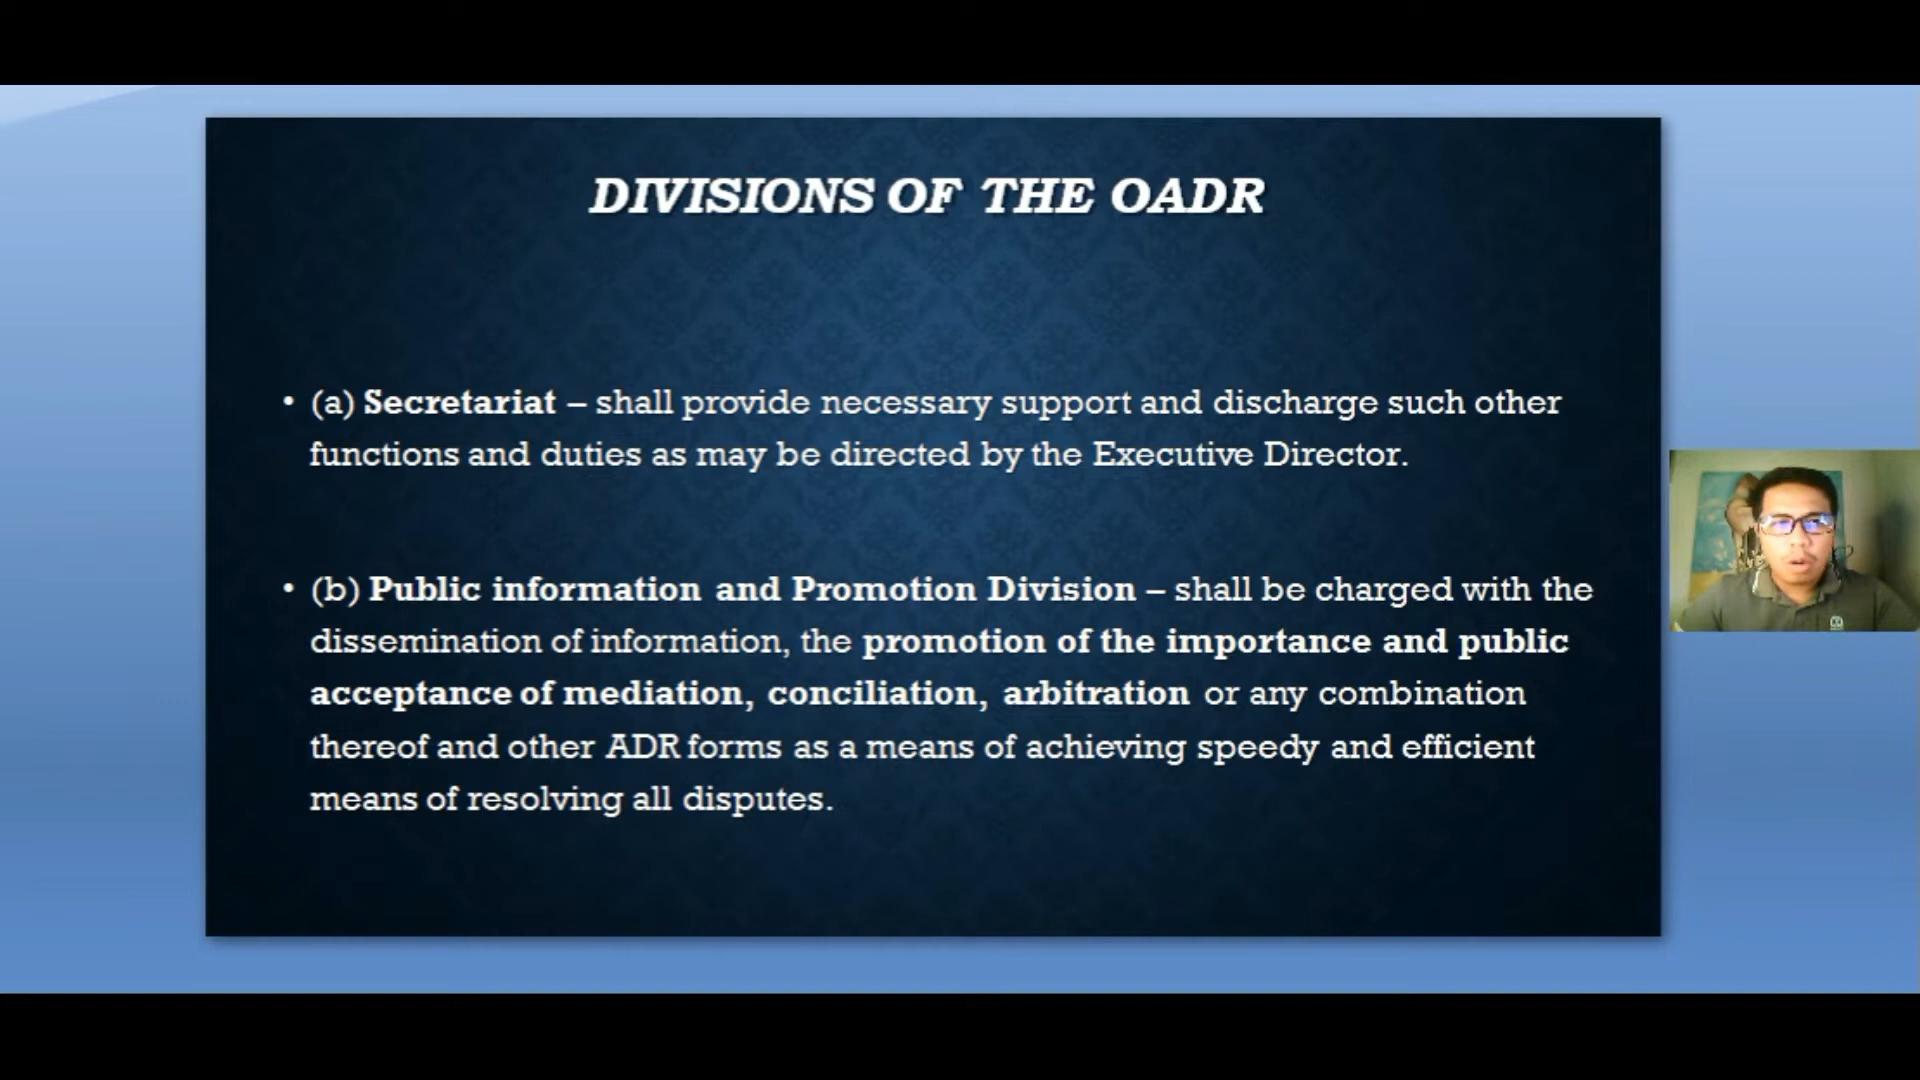 DIVISIONS OF THE OADR
• (a) Secretariat – shall provide necessary support and discharge such other
functions and duties as may be directed by the Executive Director.
• (b) Public information and Promotion Division – shall be charged with the
dissemination of information, the promotion of the importance and public
acceptance of mediation, conciliation, arbitration or any combination
thereof and other ADR forms as a means of achieving speedy and efficient
means of resolving all disputes.